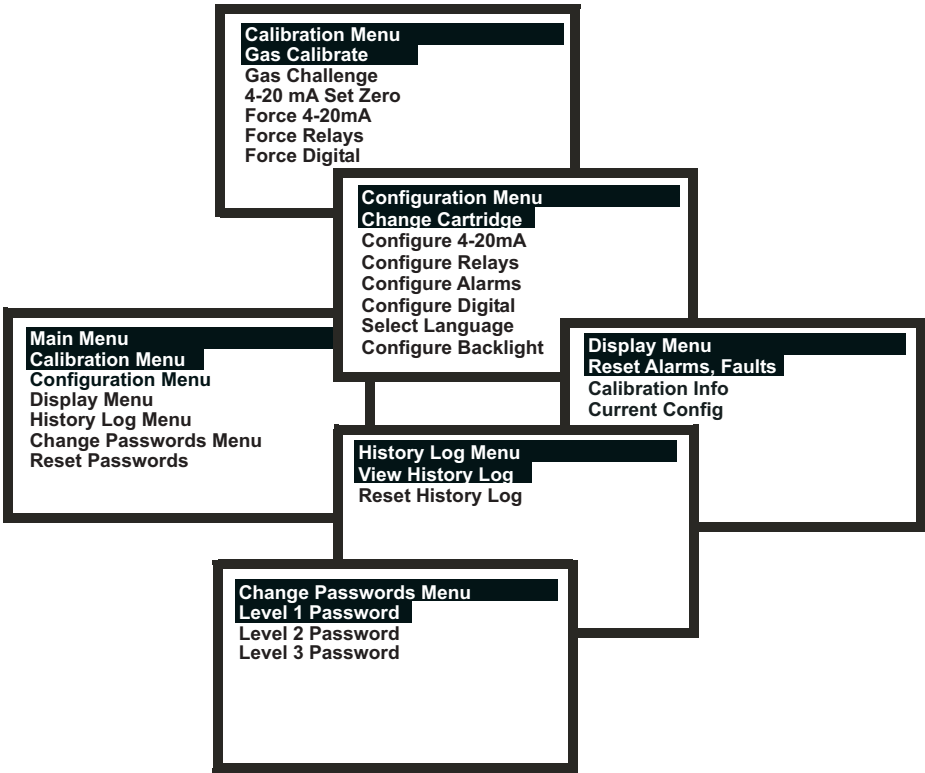 Calibration Menu
Gas Calibrate
Gas Challenge
4-20 mA Set Zero
Force 4-20mA
Force Relays
Force Digital
Configuration Menu
Change Cartridge
Configure 4-20mA
Configure Relays
Configure Alarms
Configure Digital
Select Language
Configure Backlight
Main Menu
Calibration Menu
Configuration Menu
Display Menu
History Log Menu
Change Passwords Menu
Reset Passwords
Display Menu
Reset Alarms, Faults
Calibration Info
Current Config
History Log Menu
View History Log
Reset History Log
Change Passwords Menu
Level 1 Password
Level 2 Password
Level 3 Password